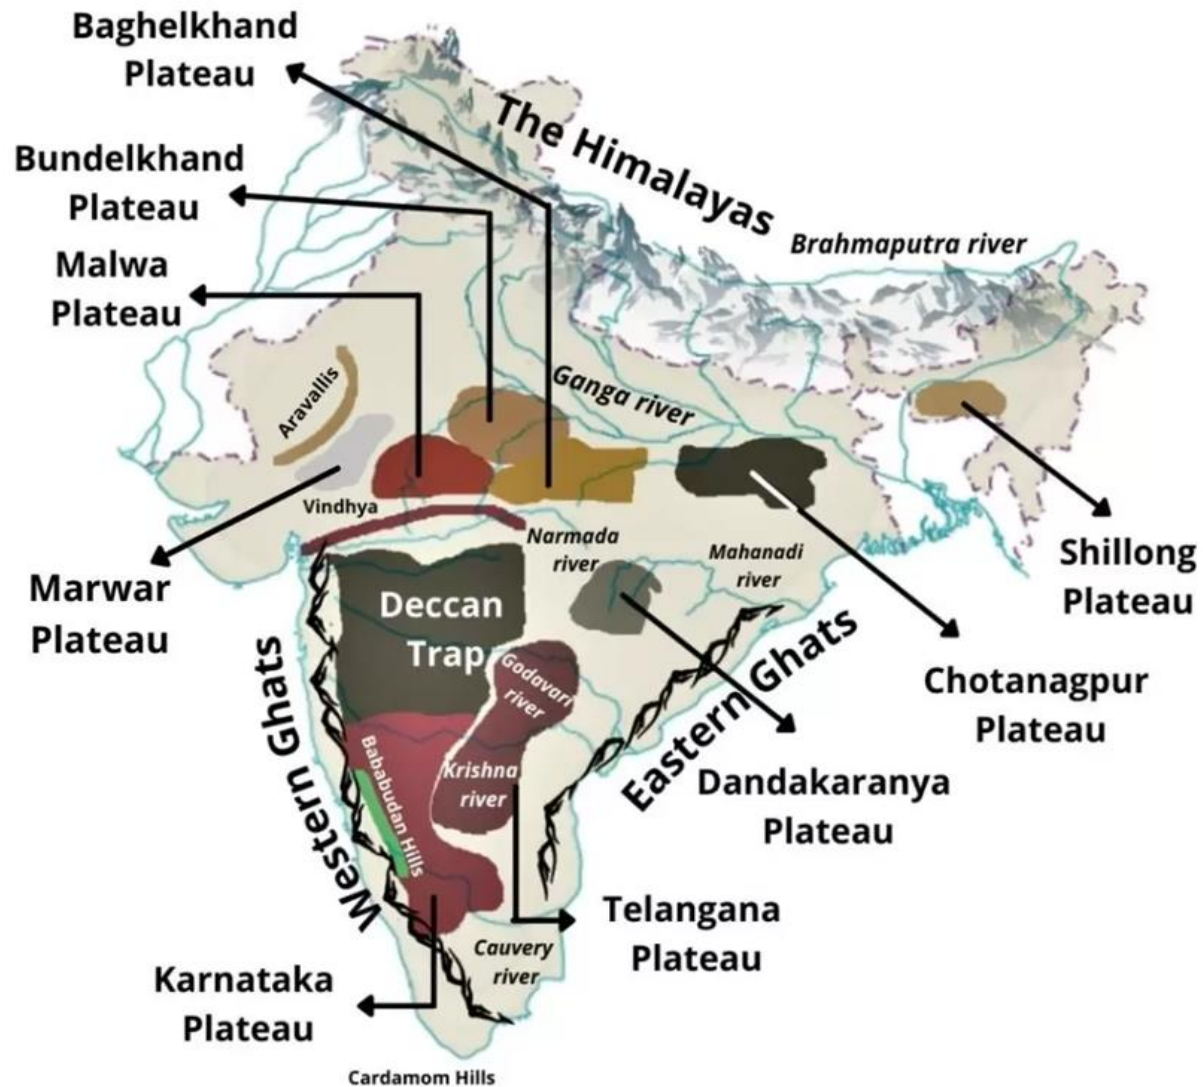 Baghelkhand
Plateau
The Himalayas
Bundelkhand
Plateau
Brahmaputra river
Malwa
Plateau
Aravallis
Ganga river
Vindhya
Narmada
river
Mahanadi
river
Shillong
Plateau
Marwar
Plateau
Deccan
Trap
Godavari
river
Western Ghats
Eastern Ghats
Chotanagpur
Plateau
Bababudan Hills
Krishna
river
Dandakaranya
Plateau
Telangana
Plateau
Cauvery
river
Karnataka
Plateau
Cardamom Hills